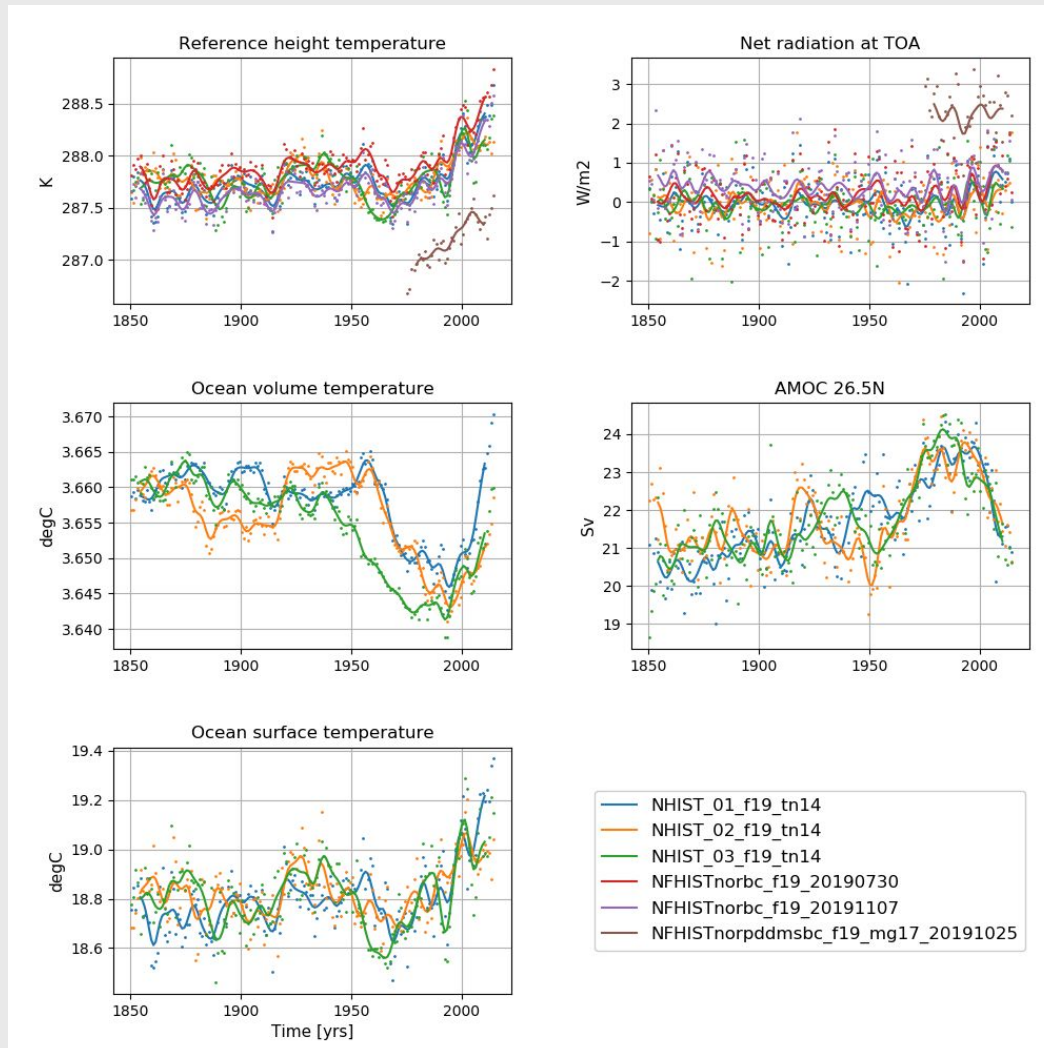 Reference height temperature
K
288.5
288.0
287.5
287.0
1850 1900 1950 2000
Net radiation at TOA
W/m2
3
2
1
0
−1
−2
1850 1900 1950 2000
Ocean volume temperature
degC
3.670
3.665
3.660
3.655
3.650
3.645
3.640
1850 1900 1950 2000
AMOC 26.5N
Sv
24
23
22
21
20
19
1850 1900 1950 2000
Ocean surface temperature
degC
19.4
19.2
19.0
18.8
18.6
1850 1900 1950 2000
Time [yrs]
NHIST_01_f19_tn14
NHIST_02_f19_tn14
NHIST_03_f19_tn14
NFHISTnorbc_f19_20190730
NFHISTnorbc_f19_20191107
NFHISTnorpddmsbc_f19_mg17_20191025